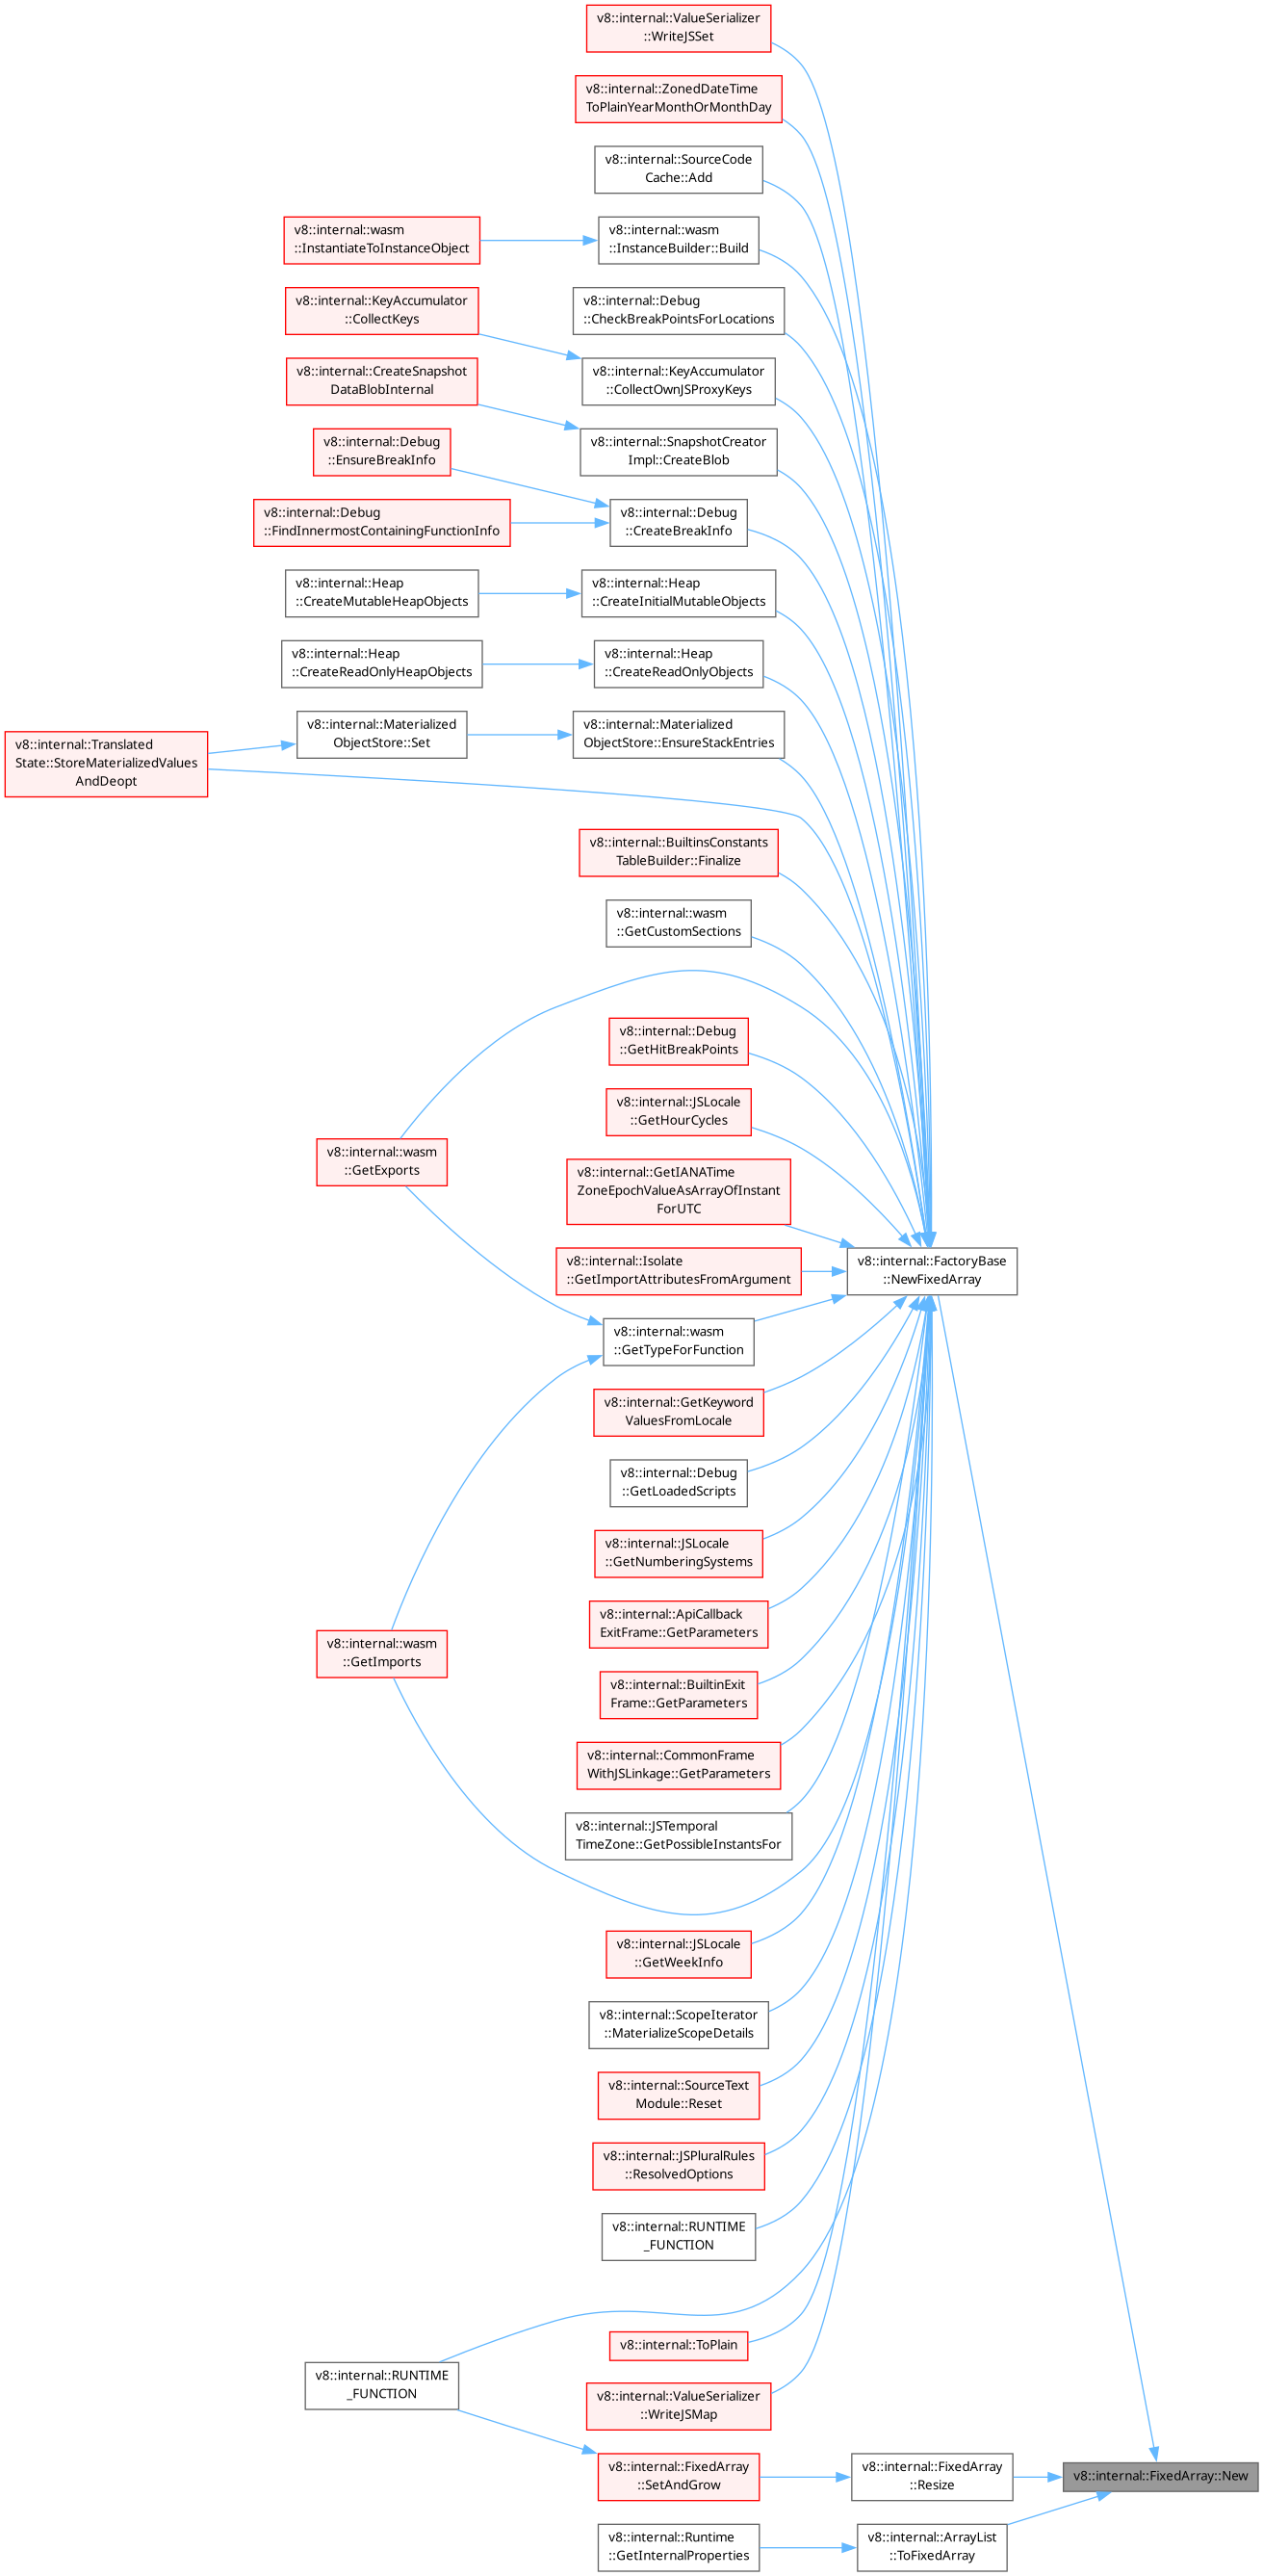 v8::internal::ValueSerializer
::WriteJSSet
v8::internal::ZonedDateTime
ToPlainYearMonthOrMonthDay
v8::internal::SourceCode
Cache::Add
v8::internal::wasm
::InstantiateToInstanceObject
v8::internal::wasm
::InstanceBuilder::Build
v8::internal::KeyAccumulator
::CollectKeys
v8::internal::Debug
::CheckBreakPointsForLocations
v8::internal::CreateSnapshot
DataBlobInternal
v8::internal::KeyAccumulator
::CollectOwnJSProxyKeys
v8::internal::Debug
::EnsureBreakInfo
v8::internal::SnapshotCreator
Impl::CreateBlob
v8::internal::Debug
::FindInnermostContainingFunctionInfo
v8::internal::Debug
::CreateBreakInfo
v8::internal::Heap
::CreateMutableHeapObjects
v8::internal::Heap
::CreateInitialMutableObjects
v8::internal::Heap
::CreateReadOnlyHeapObjects
v8::internal::Heap
::CreateReadOnlyObjects
v8::internal::Translated
State::StoreMaterializedValues
AndDeopt
v8::internal::Materialized
ObjectStore::Set
v8::internal::Materialized
ObjectStore::EnsureStackEntries
v8::internal::BuiltinsConstants
TableBuilder::Finalize
v8::internal::wasm
::GetCustomSections
v8::internal::Debug
::GetHitBreakPoints
v8::internal::JSLocale
::GetHourCycles
v8::internal::wasm
::GetExports
v8::internal::GetIANATime
ZoneEpochValueAsArrayOfInstant
ForUTC
v8::internal::Isolate
::GetImportAttributesFromArgument
v8::internal::FactoryBase
::NewFixedArray
v8::internal::wasm
::GetTypeForFunction
v8::internal::GetKeyword
ValuesFromLocale
v8::internal::Debug
::GetLoadedScripts
v8::internal::JSLocale
::GetNumberingSystems
v8::internal::ApiCallback
ExitFrame::GetParameters
v8::internal::wasm
::GetImports
v8::internal::BuiltinExit
Frame::GetParameters
v8::internal::CommonFrame
WithJSLinkage::GetParameters
v8::internal::JSTemporal
TimeZone::GetPossibleInstantsFor
v8::internal::JSLocale
::GetWeekInfo
v8::internal::ScopeIterator
::MaterializeScopeDetails
v8::internal::SourceText
Module::Reset
v8::internal::JSPluralRules
::ResolvedOptions
v8::internal::RUNTIME
_FUNCTION
v8::internal::ToPlain
v8::internal::RUNTIME
_FUNCTION
v8::internal::ValueSerializer
::WriteJSMap
v8::internal::FixedArray
::SetAndGrow
v8::internal::FixedArray
::Resize
v8::internal::FixedArray::New
v8::internal::Runtime
::GetInternalProperties
v8::internal::ArrayList
::ToFixedArray